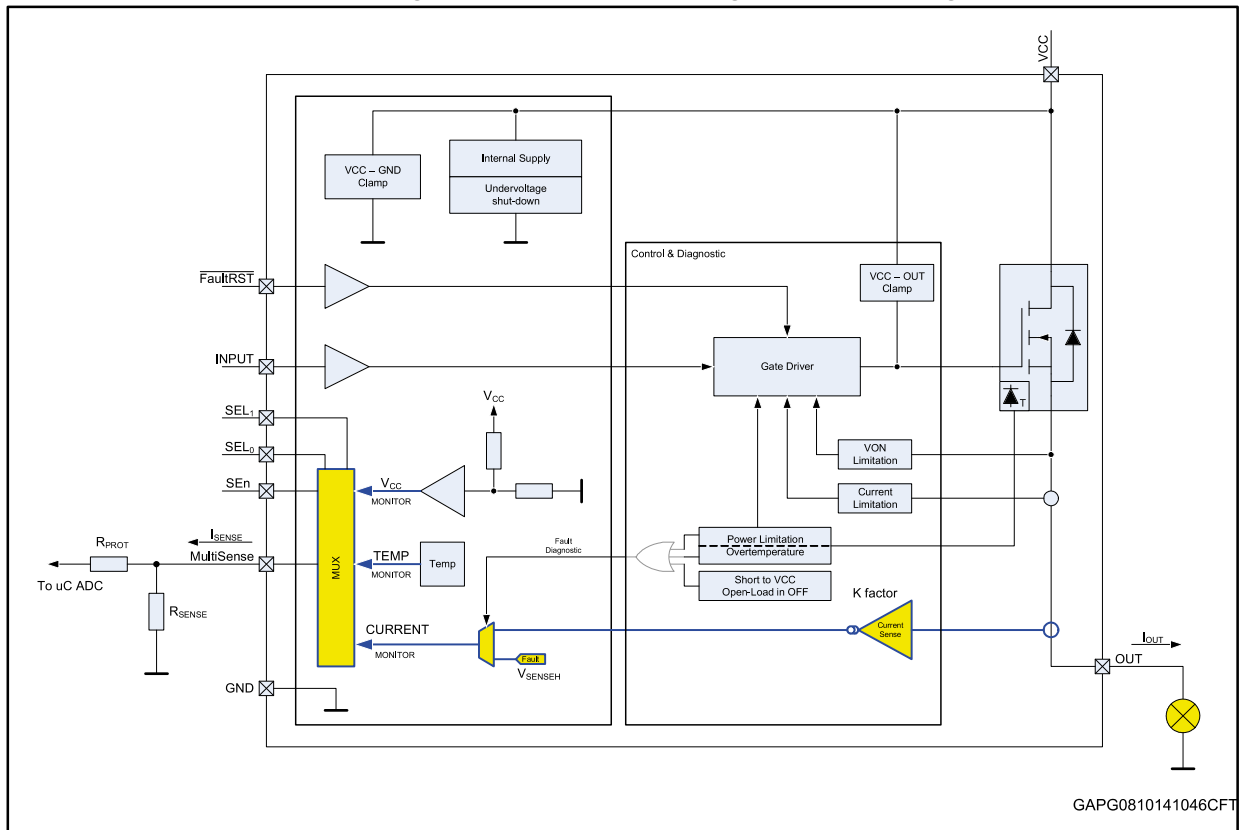 VCC
VCC – GND
Clamp
Internal Supply
Undervoltage
shut-down
Control & Diagnostic
FaultRST
VCC – OUT
Clamp
INPUT
Gate Driver
T
SEL1
VCC
SEL0
VON
Limitation
SEn
VCC
MONITOR
Current
Limitation
ISENSE
RPROT
MultiSense
MUX
TEMP
MONITOR
Temp
Fault
Diagnostic
Power Limitation
Overtemperature
To uC ADC
Short to VCC
Open-Load in OFF
RSENSE
K factor
CURRENT
MONITOR
Current
Sense
Fault
VSENSEH
IOUT
OUT
GND
GAPG0810141046CFT